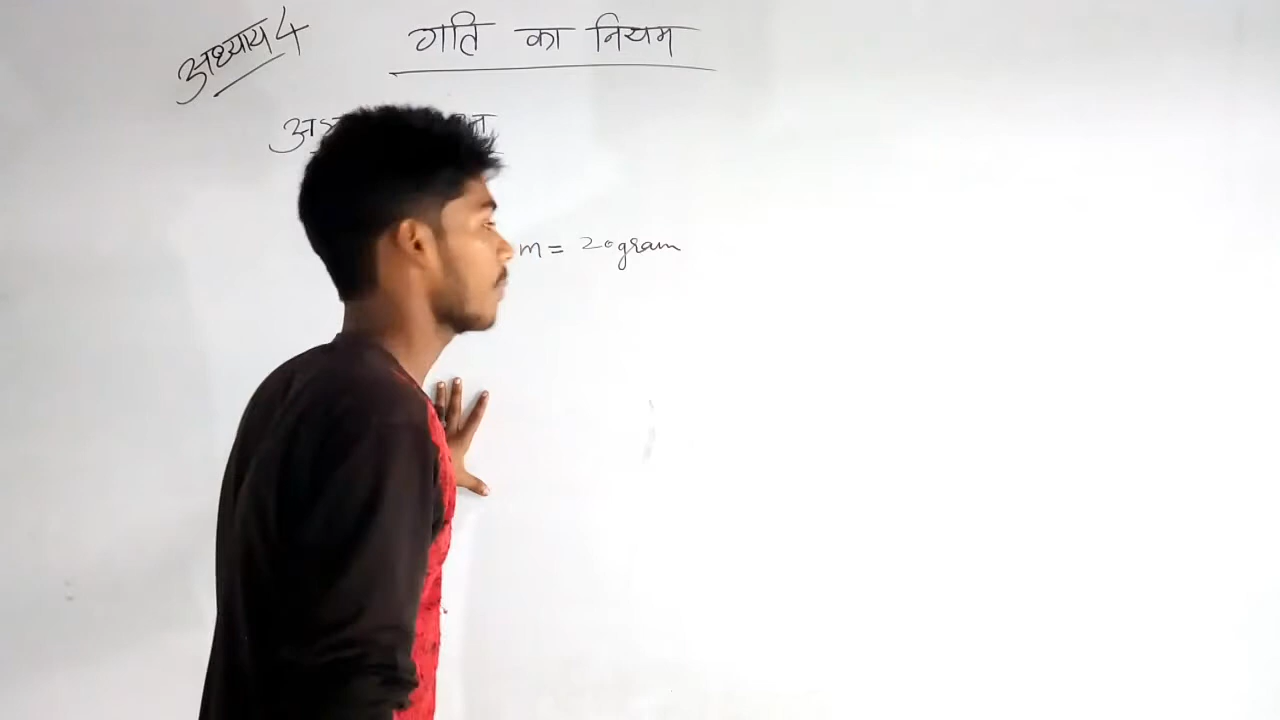 अध्याय 4
गति का नियम
m = 20 gram